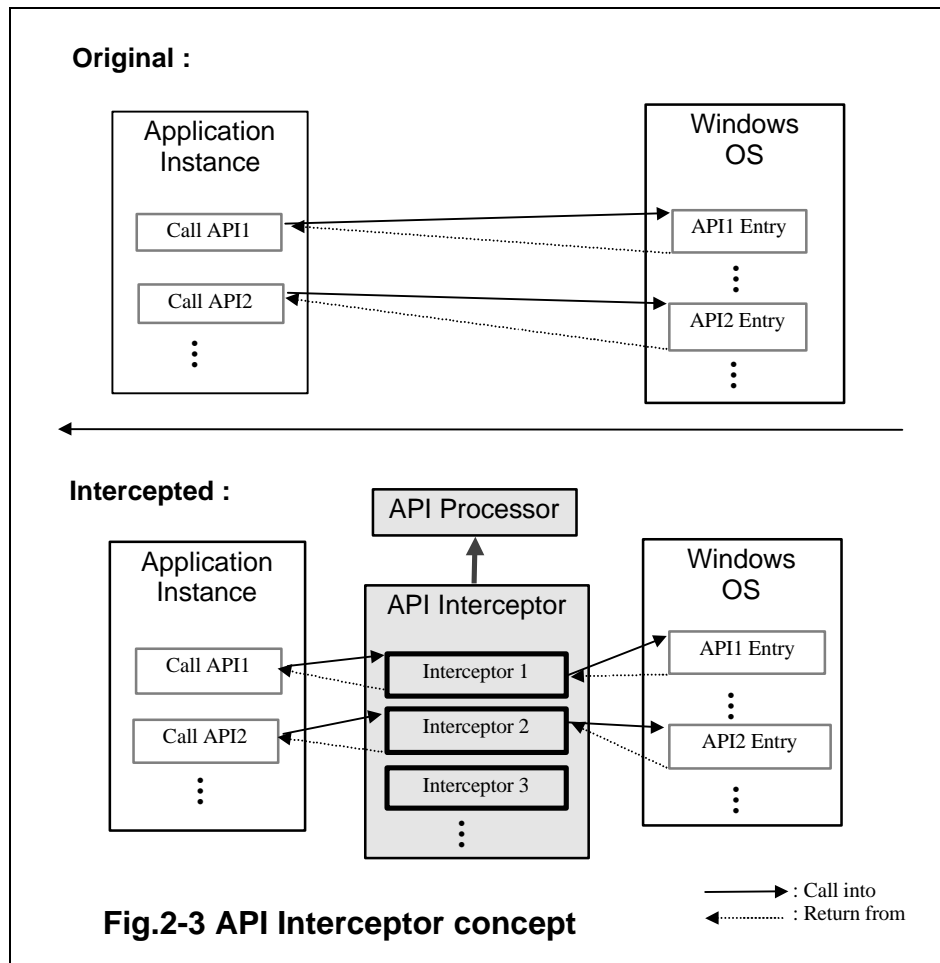 Original :
Application
Instance
Call API1
Call API2
Windows
OS
API1 Entry
API2 Entry
Intercepted :
API Processor
Application
Instance
Call API1
Call API2
API Interceptor
Interceptor 1
Interceptor 2
Interceptor 3
Windows
OS
API1 Entry
API2 Entry
: Call into
: Return from
Fig.2-3 API Interceptor concept